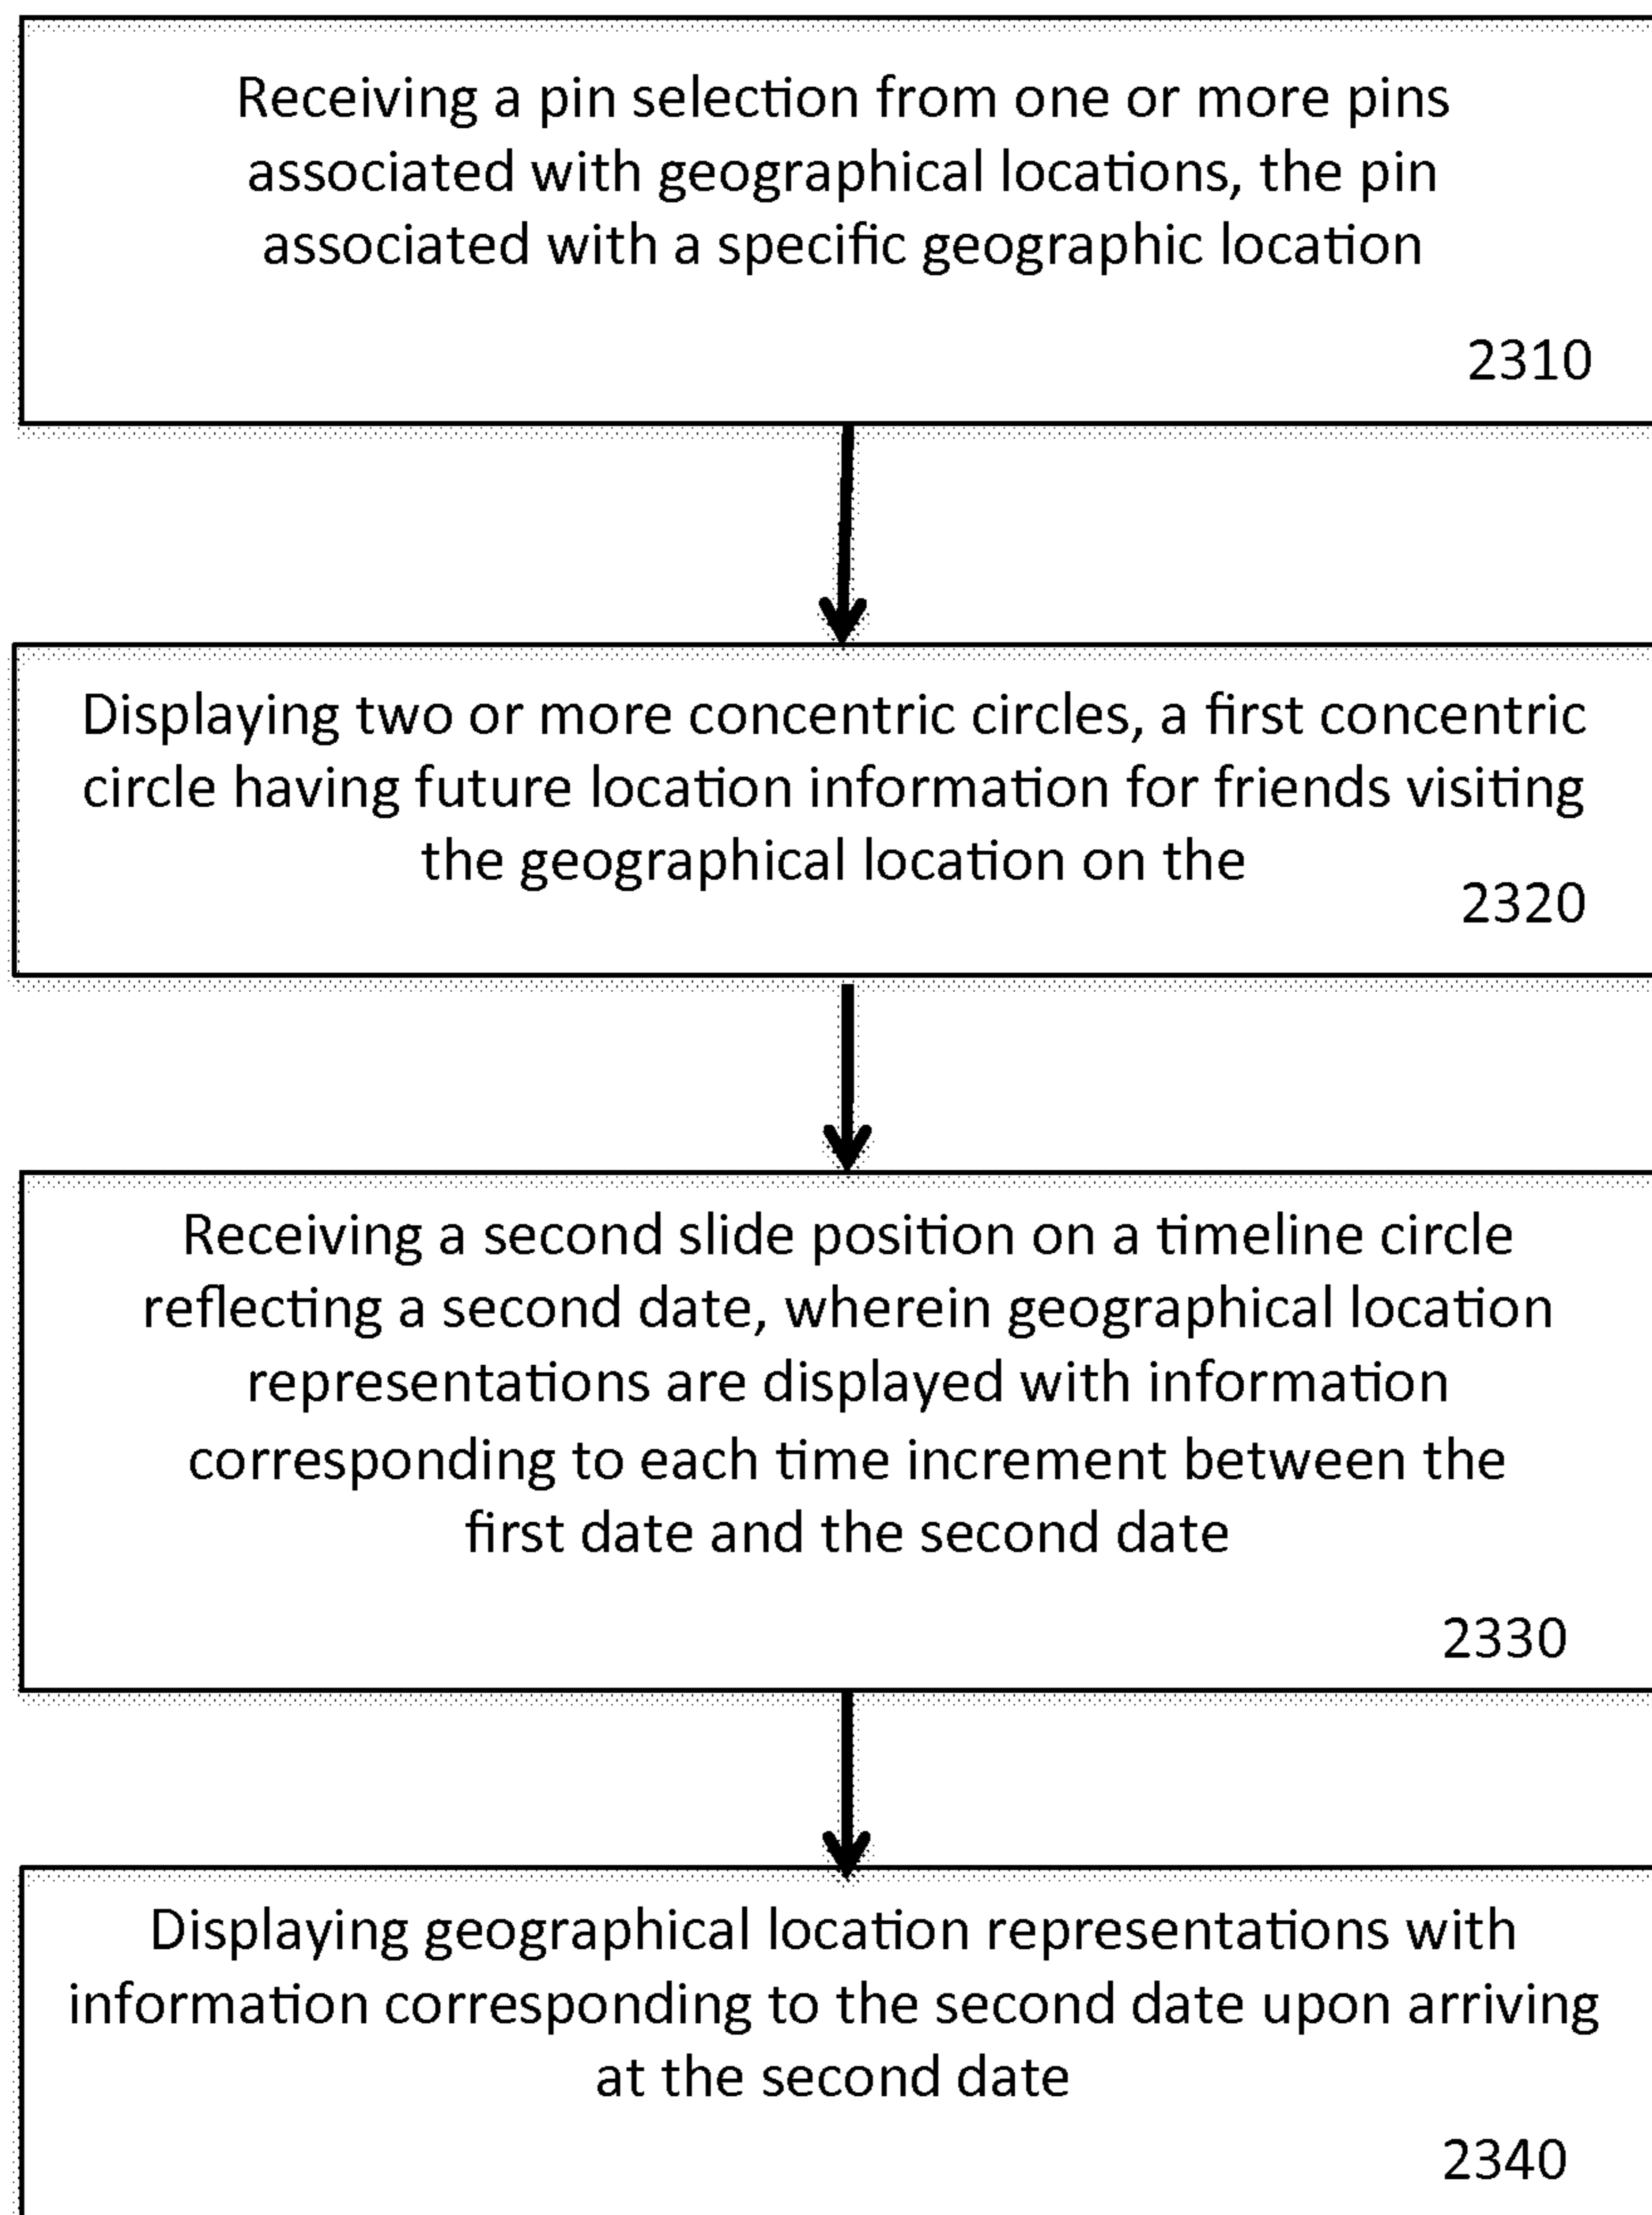 Receiving a pin selection from one or more pins
associated with geographical locations, the pin
associated with a specific geographic location
2310
Displaying two or more concentric circles, a first concentric
circle having future location information for friends visiting
the geographical location on the
2320
Receiving a second slide position on a timeline circle
reflecting a second date, wherein geographical location
representations are displayed with information
corresponding to each time increment between the
first date and the second date
2330
Displaying geographical location representations with
information corresponding to the second date upon arriving
at the second date
2340